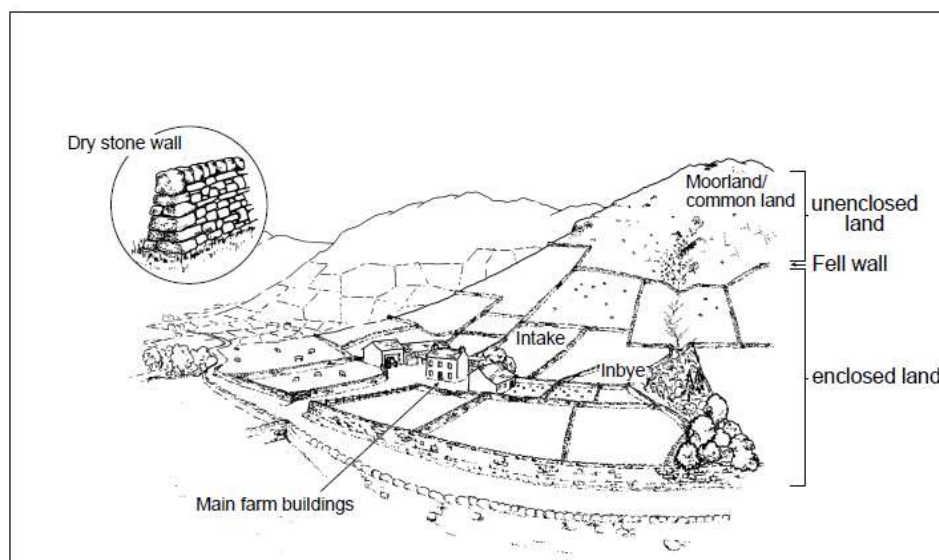 Dry stone wall
Moorland/
common land
unenclosed
land
Fell wall
Intake
Inbye
enclosed land
Main farm buildings